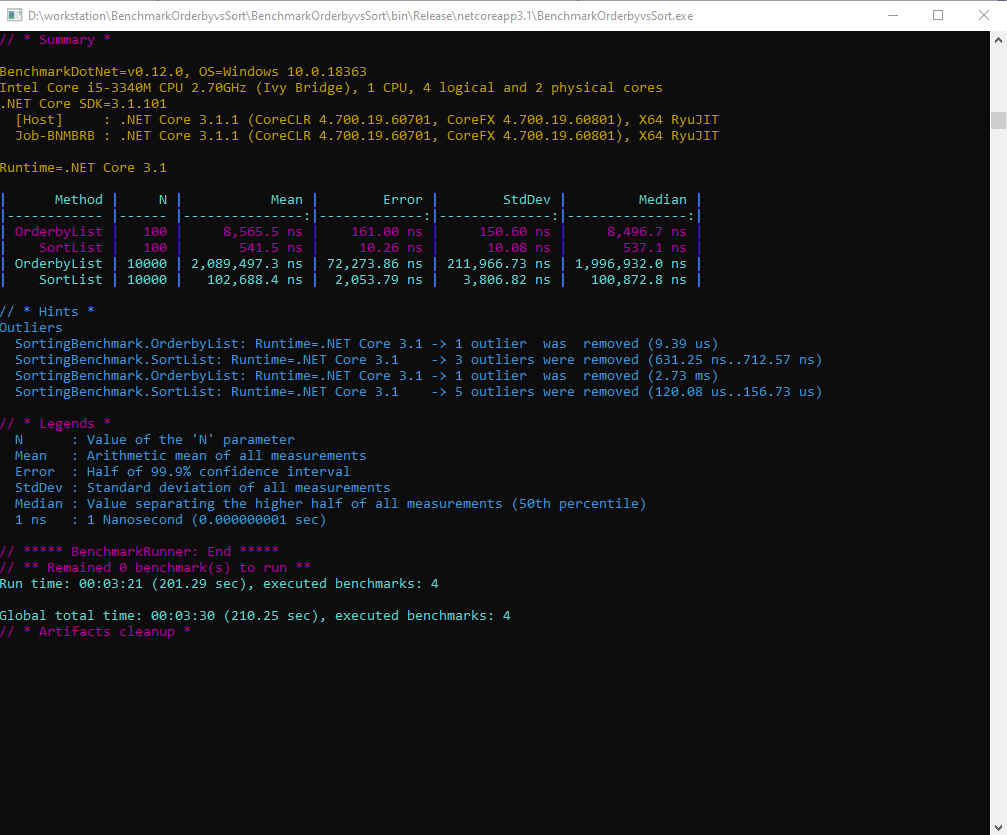 D:\workstation\BenchmarkOrderbyvsSort\BenchmarkOrderbyvsSort\bin\Release\netcoreapp3.1\BenchmarkOrderbyvsSort.exe
// * Summary *
BenchmarkDotNet=v0.12.0, OS=Windows 10.0.18363
Intel Core i5-3340M CPU 2.70GHz (Ivy Bridge), 1 CPU, 4 logical and 2 physical cores
.NET Core SDK=3.1.101
  [Host]     : .NET Core 3.1.1 (CoreCLR 4.700.19.60701, CoreFX 4.700.19.60801), X64 RyuJIT
  Job-BNMBRB : .NET Core 3.1.1 (CoreCLR 4.700.19.60701, CoreFX 4.700.19.60801), X64 RyuJIT
Runtime=.NET Core 3.1
|      Method |     N |           Mean |        Error |        StdDev |         Median |
|------------ |------ |---------------:|-------------:|--------------:|---------------:|
| OrderbyList |   100 |     8,565.5 ns |    161.00 ns |     150.60 ns |     8,496.7 ns |
|    SortList |   100 |       541.5 ns |     10.26 ns |      10.08 ns |       537.1 ns |
| OrderbyList | 10000 | 2,089,497.3 ns | 72,273.86 ns | 211,966.73 ns | 1,996,932.0 ns |
|    SortList | 10000 |   102,688.4 ns |  2,053.79 ns |   3,806.82 ns |   100,872.8 ns |
// * Hints *
Outliers
  SortingBenchmark.OrderbyList: Runtime=.NET Core 3.1 -> 1 outlier  was  removed (9.39 us)
  SortingBenchmark.SortList: Runtime=.NET Core 3.1    -> 3 outliers were removed (631.25 ns..712.57 ns)
  SortingBenchmark.OrderbyList: Runtime=.NET Core 3.1 -> 1 outlier  was  removed (2.73 ms)
  SortingBenchmark.SortList: Runtime=.NET Core 3.1    -> 5 outliers were removed (120.08 us..156.73 us)
// * Legends *
  N      : Value of the 'N' parameter
  Mean   : Arithmetic mean of all measurements
  Error  : Half of 99.9% confidence interval
  StdDev : Standard deviation of all measurements
  Median : Value separating the higher half of all measurements (50th percentile)
  1 ns   : 1 Nanosecond (0.000000001 sec)
// ***** BenchmarkRunner: End *****
// ** Remained 0 benchmark(s) to run **
Run time: 00:03:21 (201.29 sec), executed benchmarks: 4
Global total time: 00:03:30 (210.25 sec), executed benchmarks: 4
// * Artifacts cleanup *